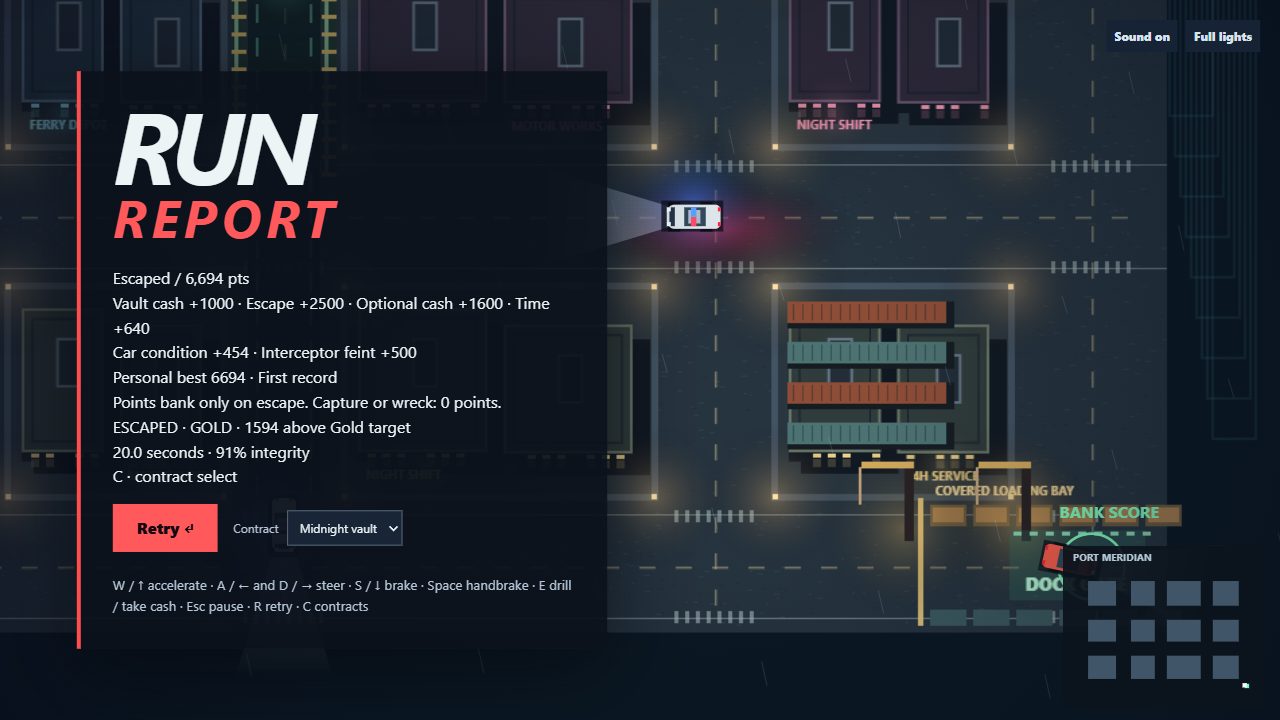 Sound on
Full lights
FERRY DEPOT
MOTOR WORKS
NIGHT SHIFT
RUN
REPORT
Escaped / 6,694 pts
Vault cash +1000 · Escape +2500 · Optional cash +1600 · Time
+640
Car condition +454 · Interceptor feint +500
Personal best 6694 · First record
Points bank only on escape. Capture or wreck: 0 points.
ESCAPED · GOLD · 1594 above Gold target
20.0 seconds · 91% integrity
C · contract select
NIGHT SHIFT
Retry ↵
Contract
Midnight vault
W / ↑ accelerate · A / ← and D / → steer · S / ↓ brake · Space handbrake · E drill
/ take cash · Esc pause · R retry · C contracts
4H SERVICE
COVERED LOADING BAY
BANK SCORE
PORT MERIDIAN
DOC